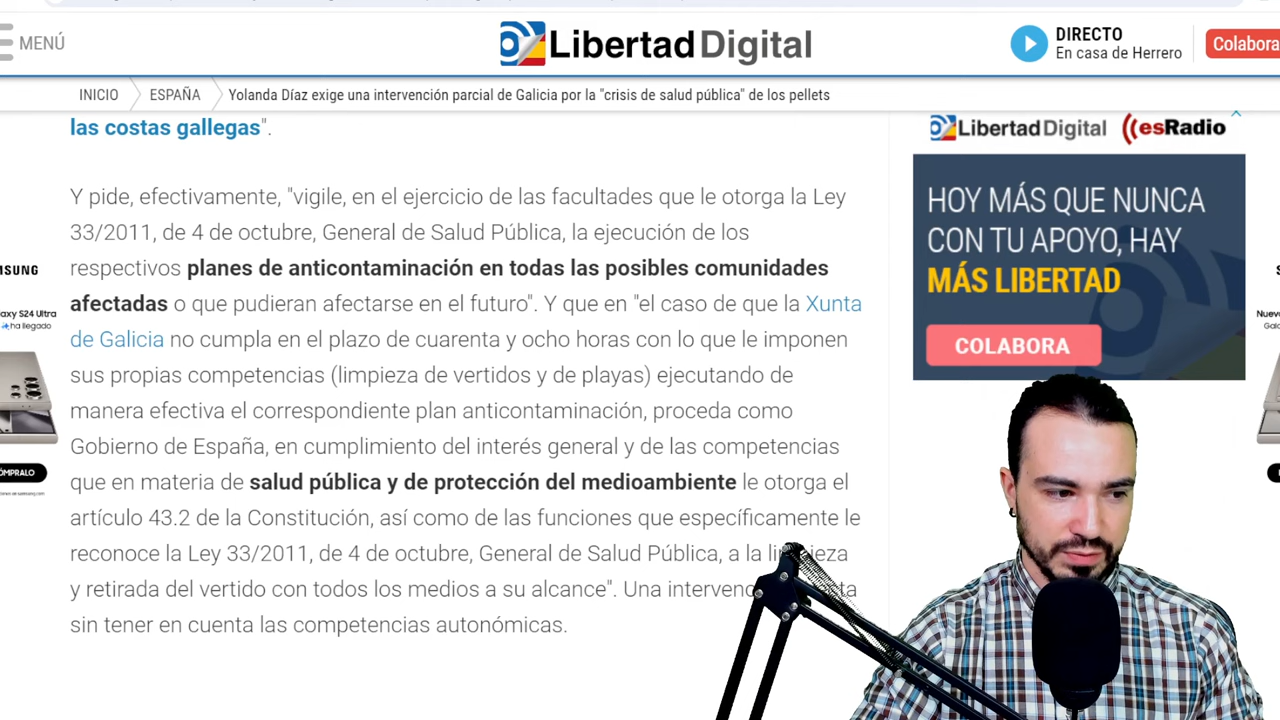 MENÚ
Libertad Digital
DIRECTO
En casa de Herrero
Colabora
INICIO
ESPAÑA
Yolanda Díaz exige una intervención parcial de Galicia por la "crisis de salud pública" de los pellets
las costas gallegas".
Y pide, efectivamente, "vigile, en el ejercicio de las facultades que le otorga la Ley
33/2011, de 4 de octubre, General de Salud Pública, la ejecución de los
respectivos planes de anticontaminación en todas las posibles comunidades
afectadas o que pudieran afectarse en el futuro". Y que en "el caso de que la Xunta
de Galicia no cumpla en el plazo de cuarenta y ocho horas con lo que le imponen
sus propias competencias (limpieza de vertidos y de playas) ejecutando de
manera efectiva el correspondiente plan anticontaminación, proceda como
Gobierno de España, en cumplimiento del interés general y de las competencias
que en materia de salud pública y de protección del medioambiente le otorga el
artículo 43.2 de la Constitución, así como de las funciones que específicamente le
reconoce la Ley 33/2011, de 4 de octubre, General de Salud Pública, a la limpieza
y retirada del vertido con todos los medios a su alcance". Una
sin tener en cuenta las competencias autonómicas.
Libertad Digital
esRadio
HOY MÁS QUE NUNCA
CON TU APOYO, HAY
MÁS LIBERTAD
COLABORA
MSUNG
axy S24 Ultra
ha llegado
ÓMPRALO
Nuev
Gala